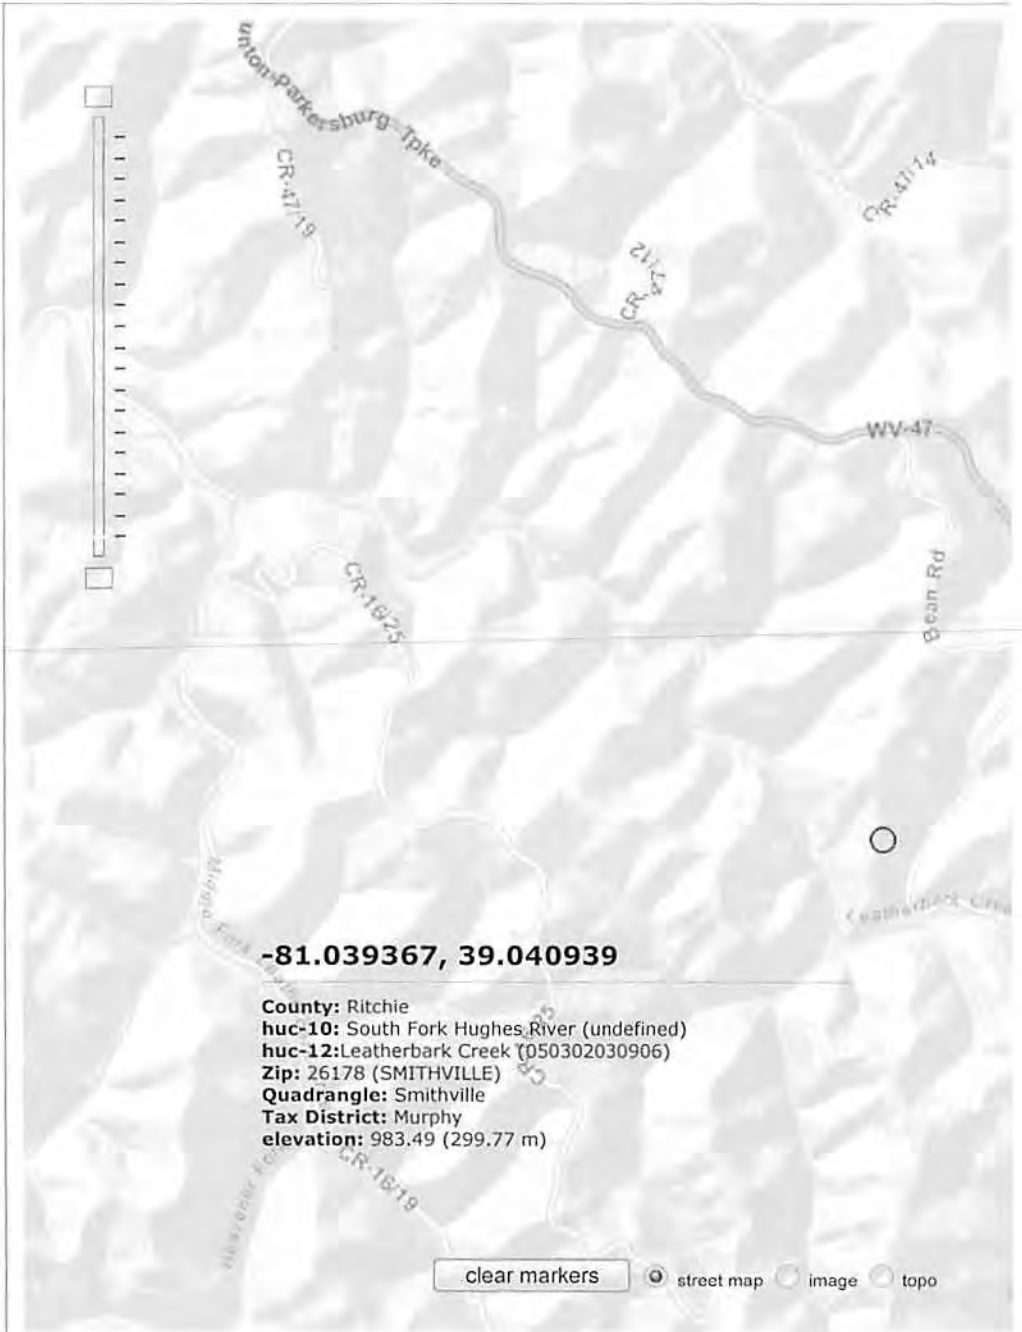 nton-Parkersburg Tpke
CR-47/19
CR-47/14
CR-47/12
WV-47
CR-16/25
Bean Rd
Leatherbark Cree
-81.039367, 39.040939
County: Ritchie
huc-10: South Fork Hughes River (undefined)
huc-12:Leatherbark Creek (050302030906)
Zip: 26178 (SMITHVILLE)
Quadrangle: Smithville
Tax District: Murphy
elevation: 983.49 (299.77 m)
CR-16/19
clear markers street map image topo